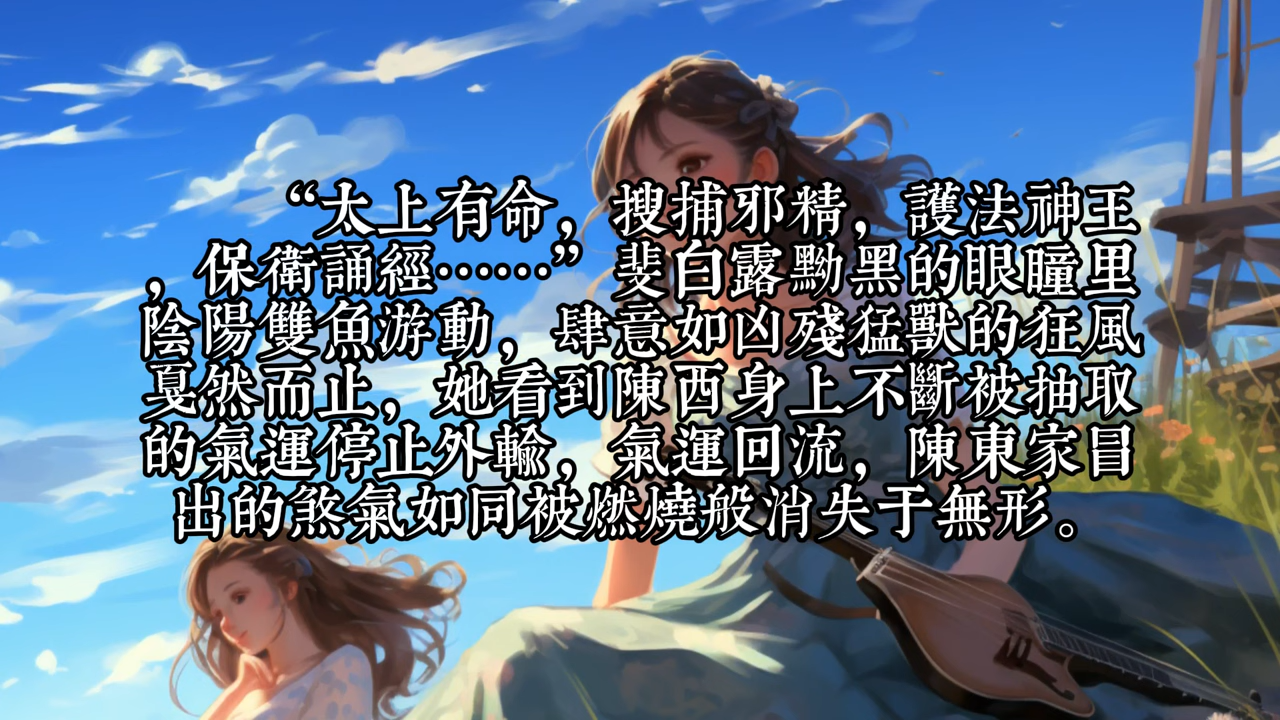 “太上有命，搜捕邪精，護法神王
，保衛誦經……”斐白露黝黑的眼瞳里
陰陽雙魚游動，肆意如凶殘猛獸的狂風
戛然而止，她看到陳西身上不斷被抽取
的氣運停止外輸，氣運回流，陳東家冒
出的煞氣如同被燃燒般消失于無形。